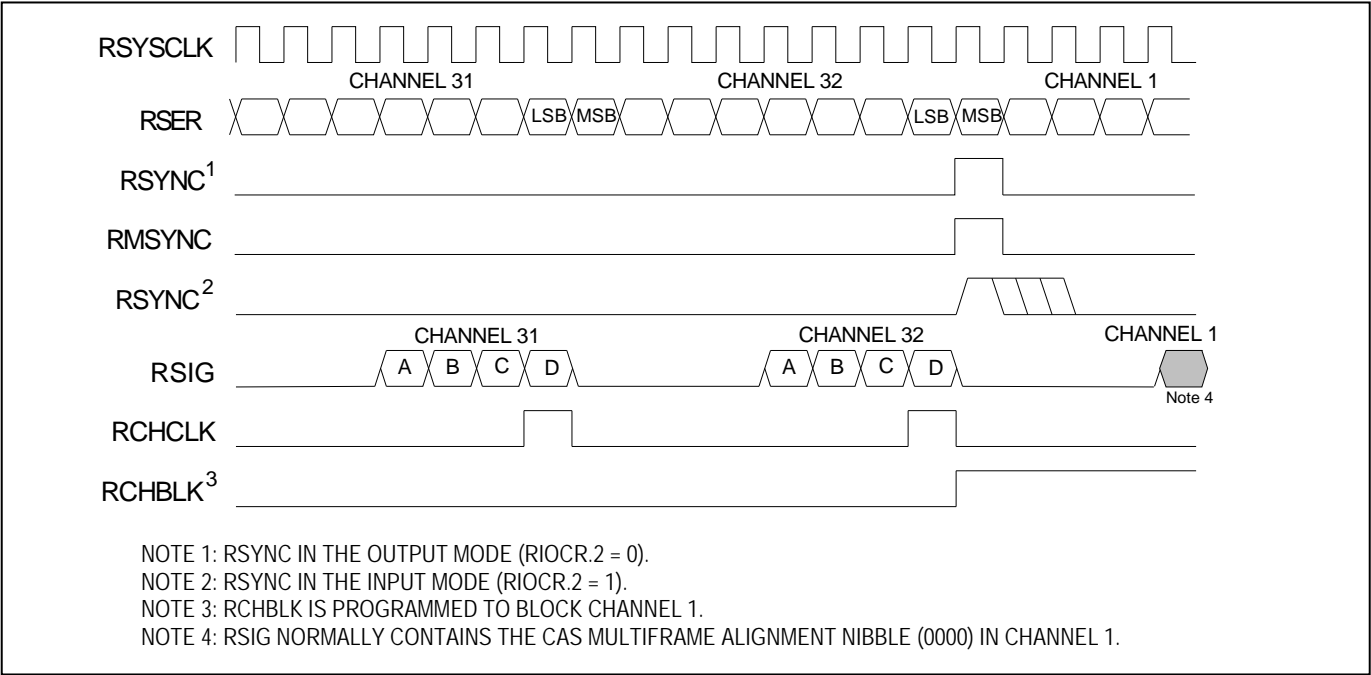 RSYSCLK
CHANNEL 31 CHANNEL 32 CHANNEL 1
RSER LSB MSB LSB MSB
RSYNC1
RMSYNC
RSYNC2
CHANNEL 31 CHANNEL 32 CHANNEL 1
RSIG A B C D A B C D
Note 4
RCHCLK
RCHBLK3
NOTE 1: RSYNC IN THE OUTPUT MODE (RIOCR.2 = 0).
NOTE 2: RSYNC IN THE INPUT MODE (RIOCR.2 = 1).
NOTE 3: RCHBLK IS PROGRAMMED TO BLOCK CHANNEL 1.
NOTE 4: RSIG NORMALLY CONTAINS THE CAS MULTIFRAME ALIGNMENT NIBBLE (0000) IN CHANNEL 1.